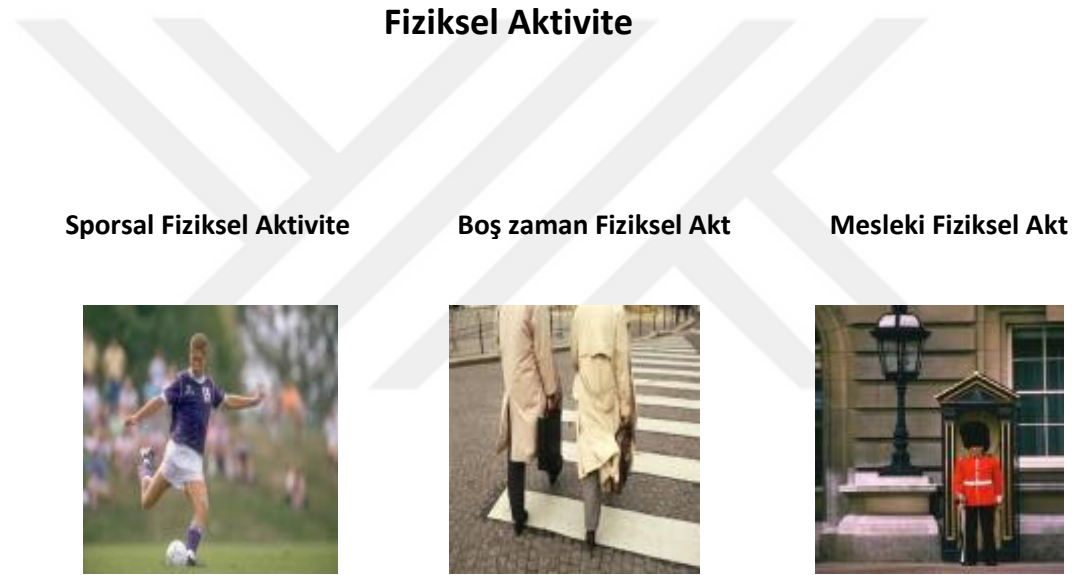 Fiziksel Aktivite
Sporsal Fiziksel Aktivite
Boş zaman Fiziksel Akt
Mesleki Fiziksel Akt